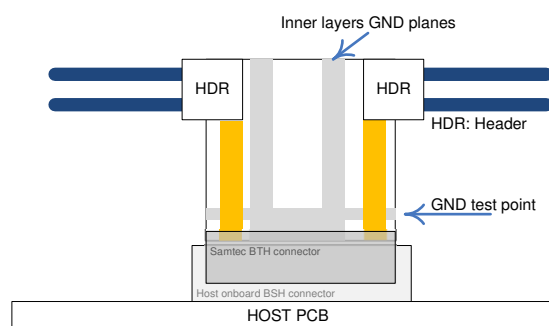 Inner layers GND planes
HDR
HDR
HDR: Header
GND test point
Samtec BTH connector
Host onboard BSH connector
HOST PCB